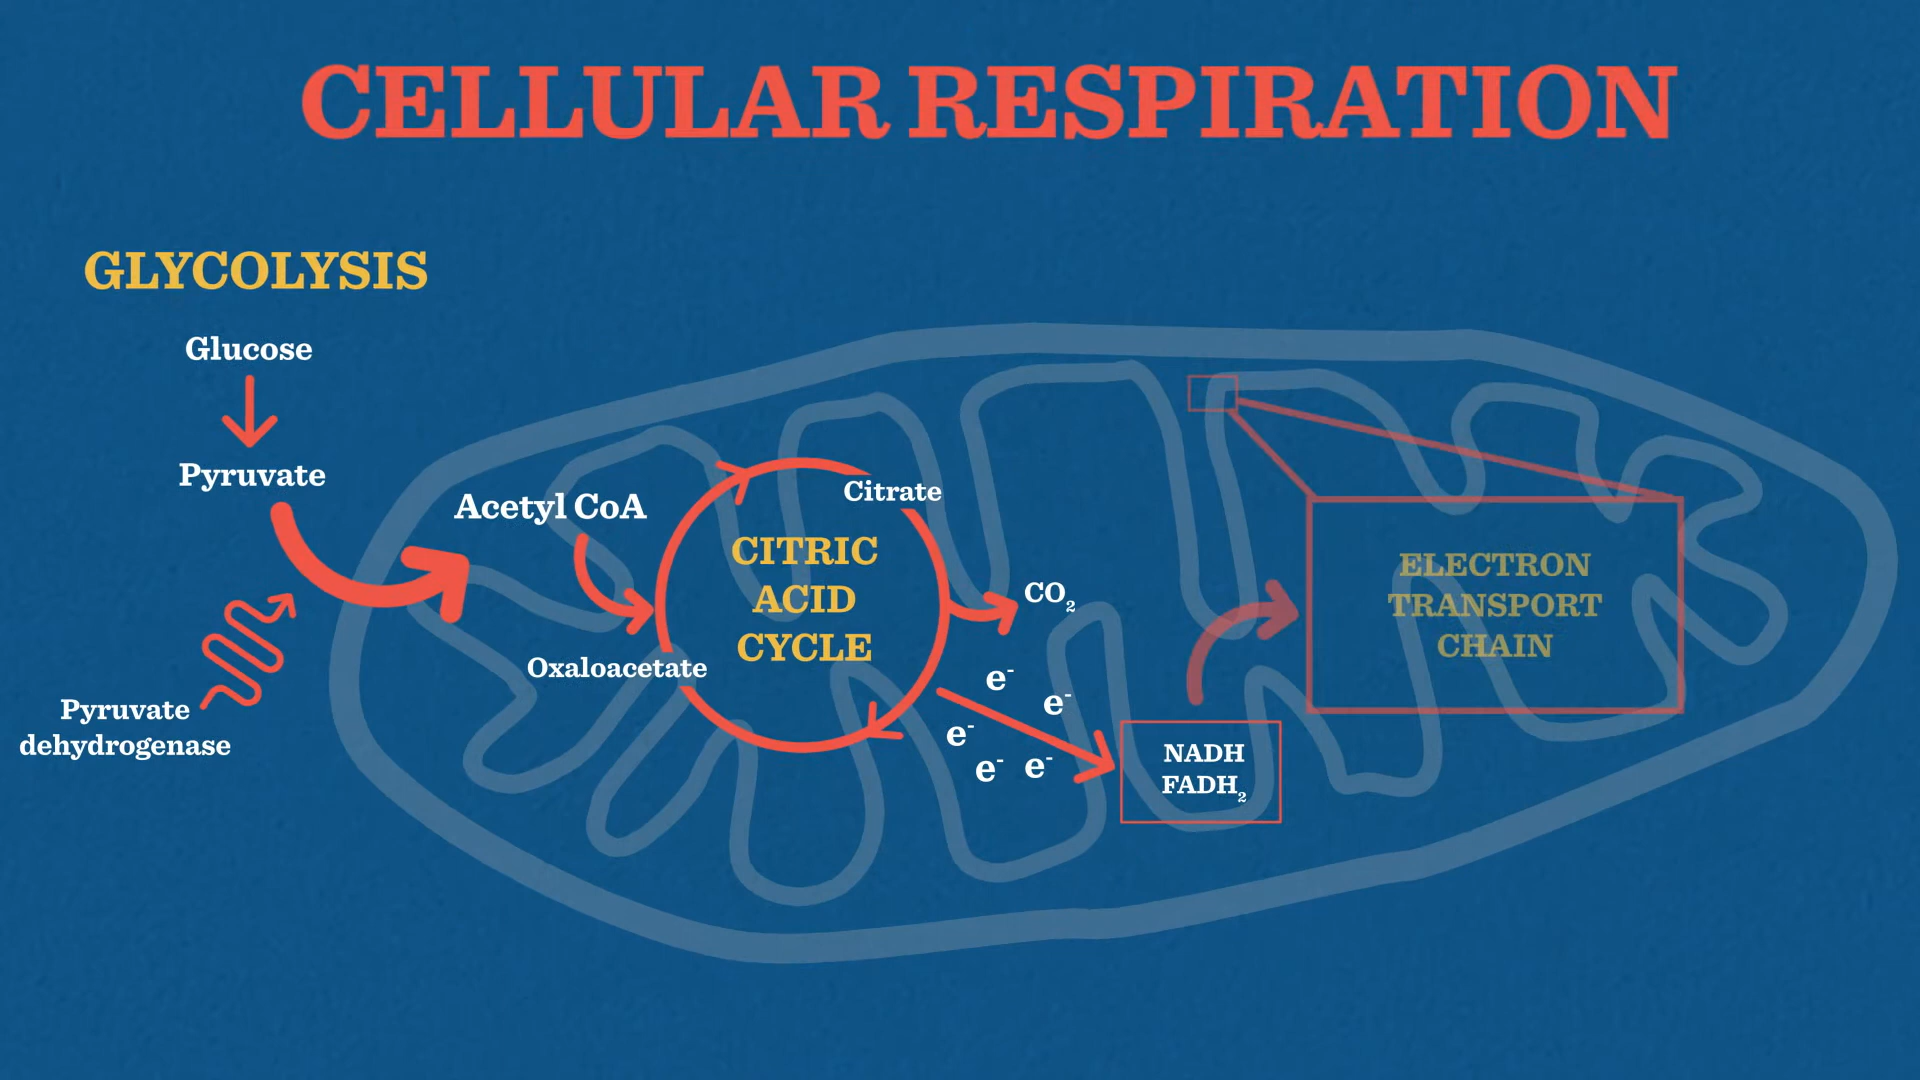 CELLULAR RESPIRATION
GLYCOLYSIS
Glucose
Pyruvate
Pyruvate
dehydrogenase
Acetyl CoA
Citrate
CITRIC
ACID
CYCLE
Oxaloacetate
CO₂
e⁻
e⁻
e⁻
e⁻
e⁻
NADH
FADH₂
ELECTRON
TRANSPORT
CHAIN